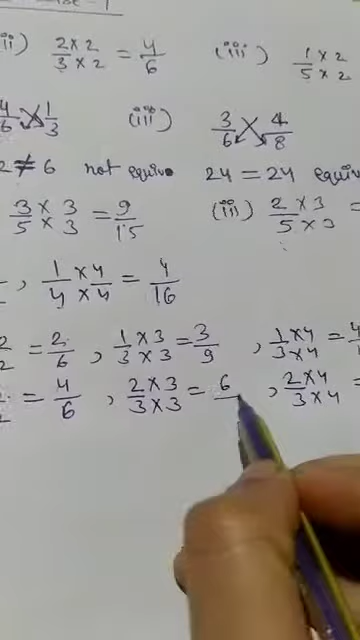 ii) 2×2/3×2 = 4/6 (iii) 1×2/5×2
4/6 × 1/3 (iii) 3/6 × 4/8
2 ≠ 6 not equive 24 = 24 equiv
3/5 × 3/3 = 9/15 (iii) 2×3/5×3 =
, 1/4 ×4/×4 = 4/16
= 2/6 , 1×3/3×3 = 3/9 , 1×4/3×4 =
= 4/6 , 2×3/3×3 = 6 , 2×4/3×4 =